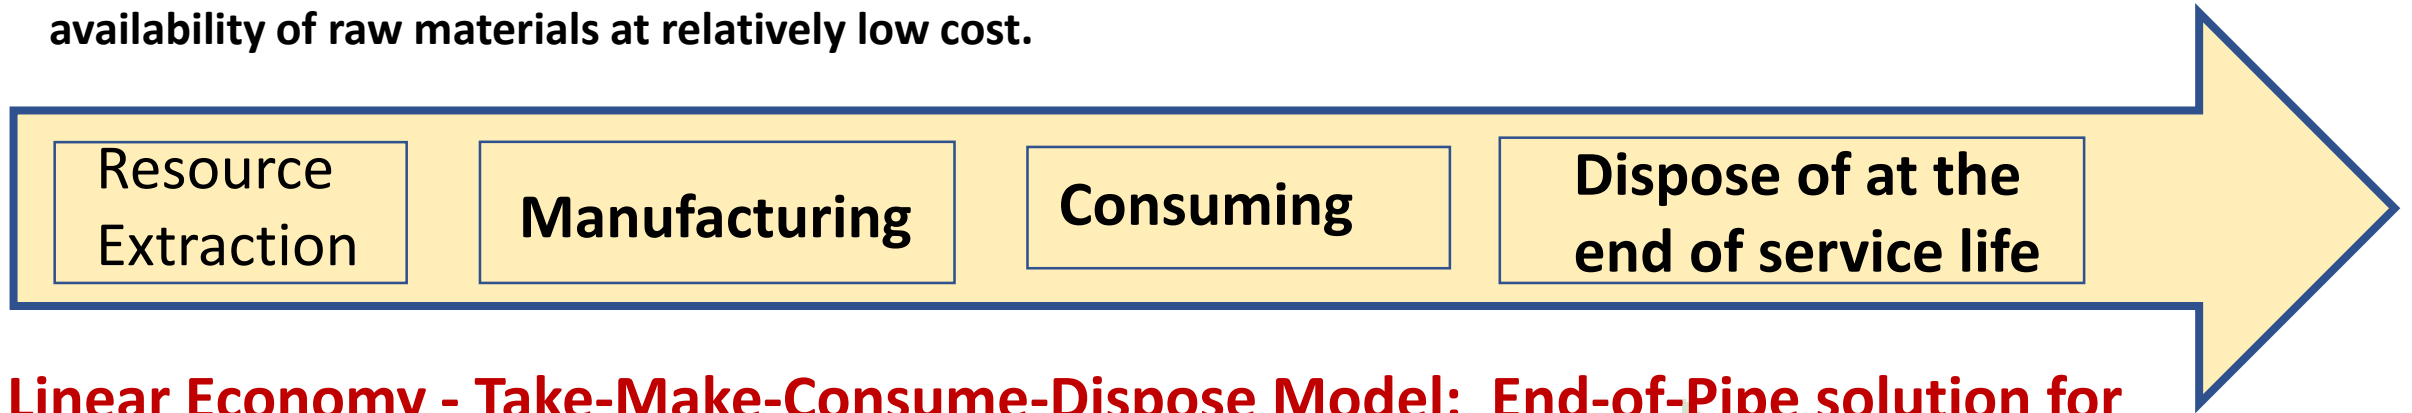 availability of raw materials at relatively low cost.
Resource
Extraction
Manufacturing
Consuming
Dispose of at the
end of service life
Linear Economy - Take-Make-Consume-Dispose Model: End-of-Pipe solution for